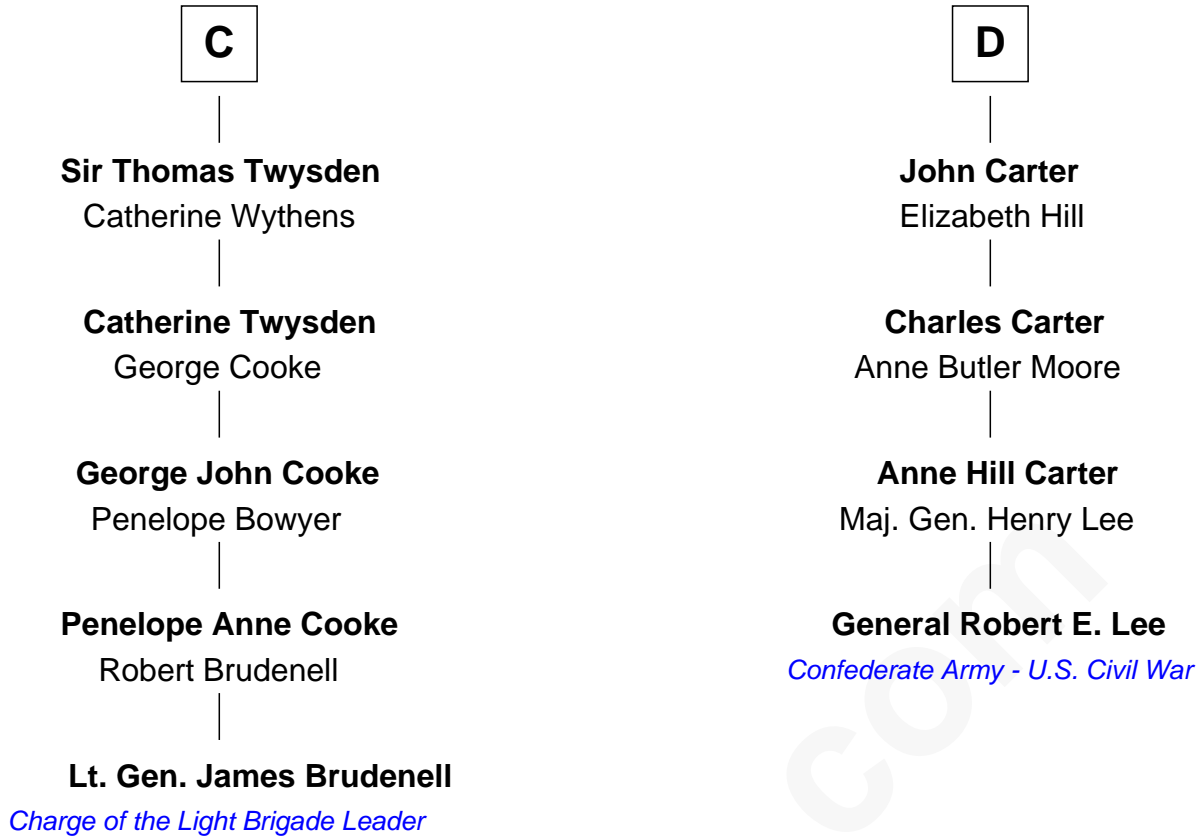 C
Sir Thomas Twysden
Catherine Wythens
Catherine Twysden
George Cooke
George John Cooke
Penelope Bowyer
Penelope Anne Cooke
Robert Brudenell
Lt. Gen. James Brudenell
Charge of the Light Brigade Leader
D
John Carter
Elizabeth Hill
Charles Carter
Anne Butler Moore
Anne Hill Carter
Maj. Gen. Henry Lee
General Robert E. Lee
Confederate Army - U.S. Civil War
com